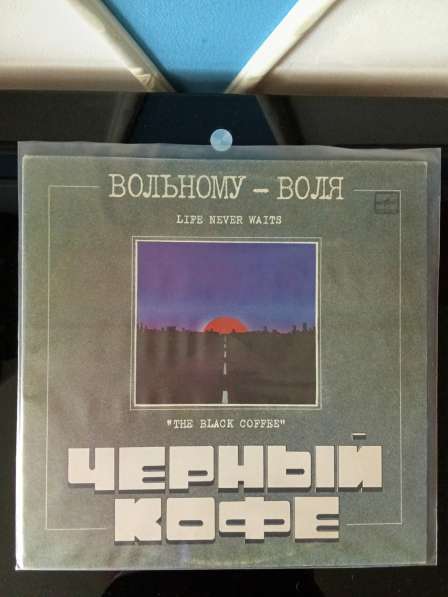 ВОЛЬНОМУ – ВОЛЯ
LIFE NEVER WAITS
"THE BLACK COFFEE"
ЧЕРНЫЙ
КОФЕ